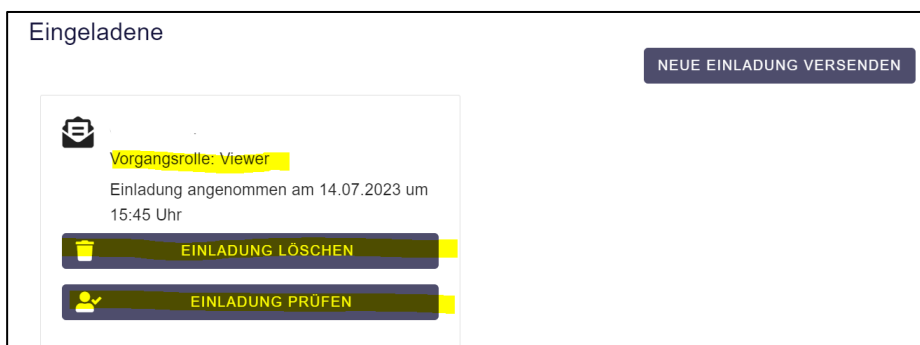 Eingeladene
NEUE EINLADUNG VERSENDEN
Vorgangsrolle: Viewer
Einladung angenommen am 14.07.2023 um
15:45 Uhr
EINLADUNG LÖSCHEN
EINLADUNG PRÜFEN